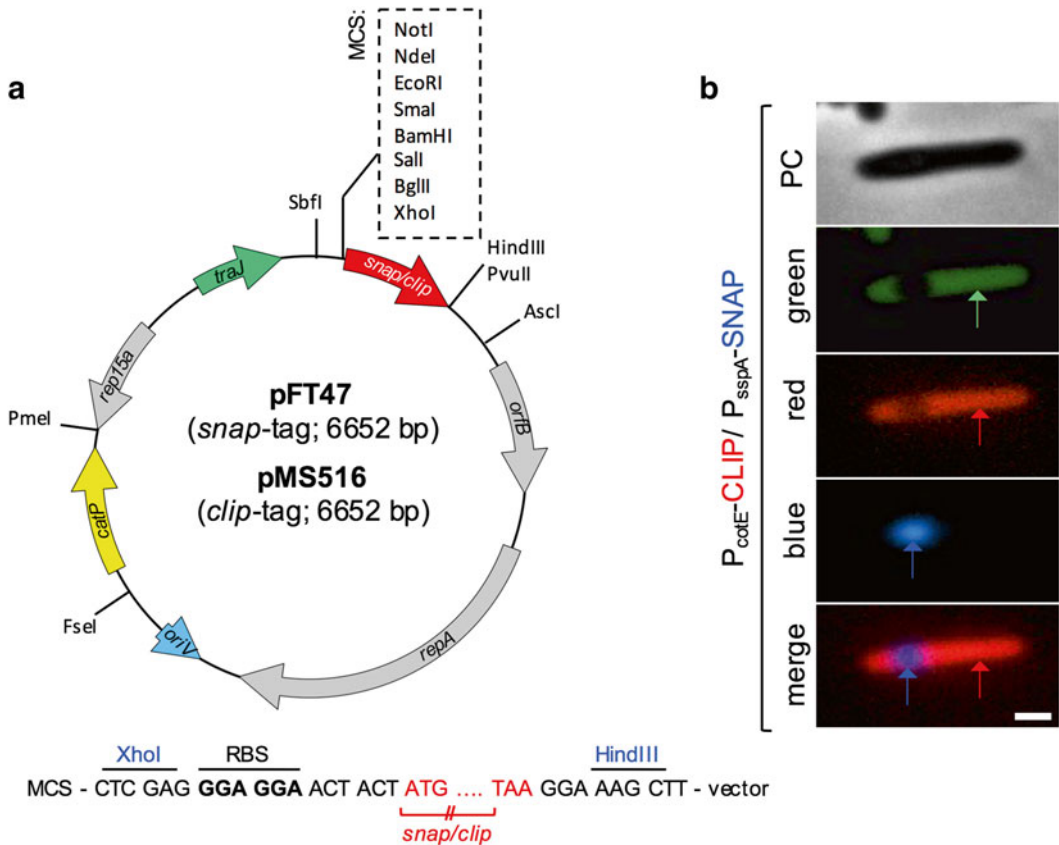 a
MCS:
NotI
NdeI
EcoRI
SmaI
BamHI
SalI
BglII
XhoI
SbfI
HindIII
PvuII
AscI
snap/clip
traJ
rep15a
PmeI
catP
FseI
oriV
repA
orfB
pFT47
(snap-tag; 6652 bp)
pMS516
(clip-tag; 6652 bp)
XhoI RBS HindIII
MCS - CTC GAG GGA GGA ACT ACT ATG .... TAA GGA AAG CTT - vector
snap/clip
b
PcotE-CLIP/ PsspA-SNAP
PC
green
red
blue
merge